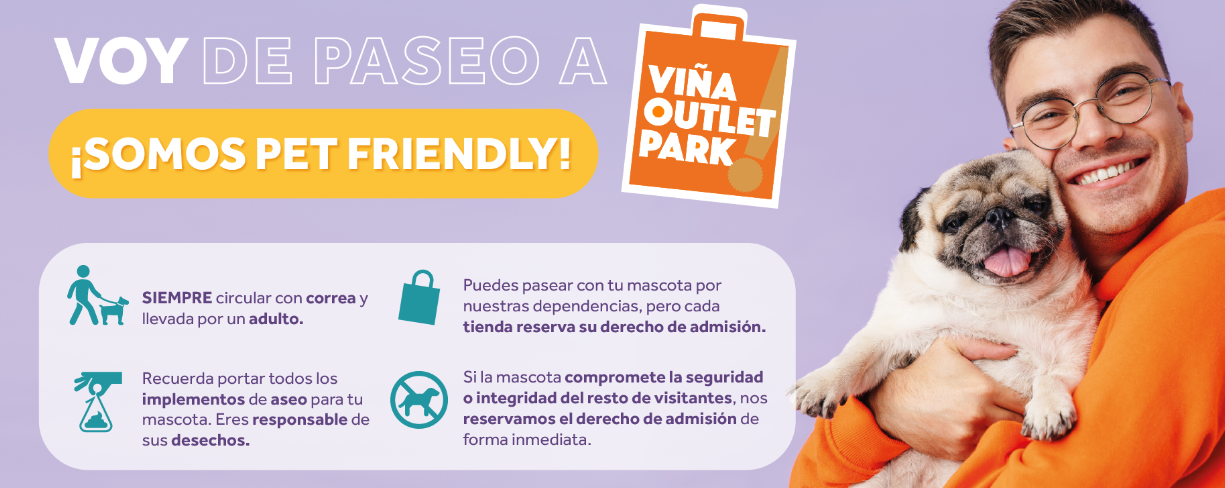 VOY DE PASEO A
¡SOMOS PET FRIENDLY!
VIÑA
OUTLET
PARK
SIEMPRE circular con correa y
llevada por un adulto.
Puedes pasear con tu mascota por
nuestras dependencias, pero cada
tienda reserva su derecho de admisión.
Recuerda portar todos los
implementos de aseo para tu
mascota. Eres responsable de
sus desechos.
Si la mascota compromete la seguridad
o integridad del resto de visitantes, nos
reservamos el derecho de admisión de
forma inmediata.